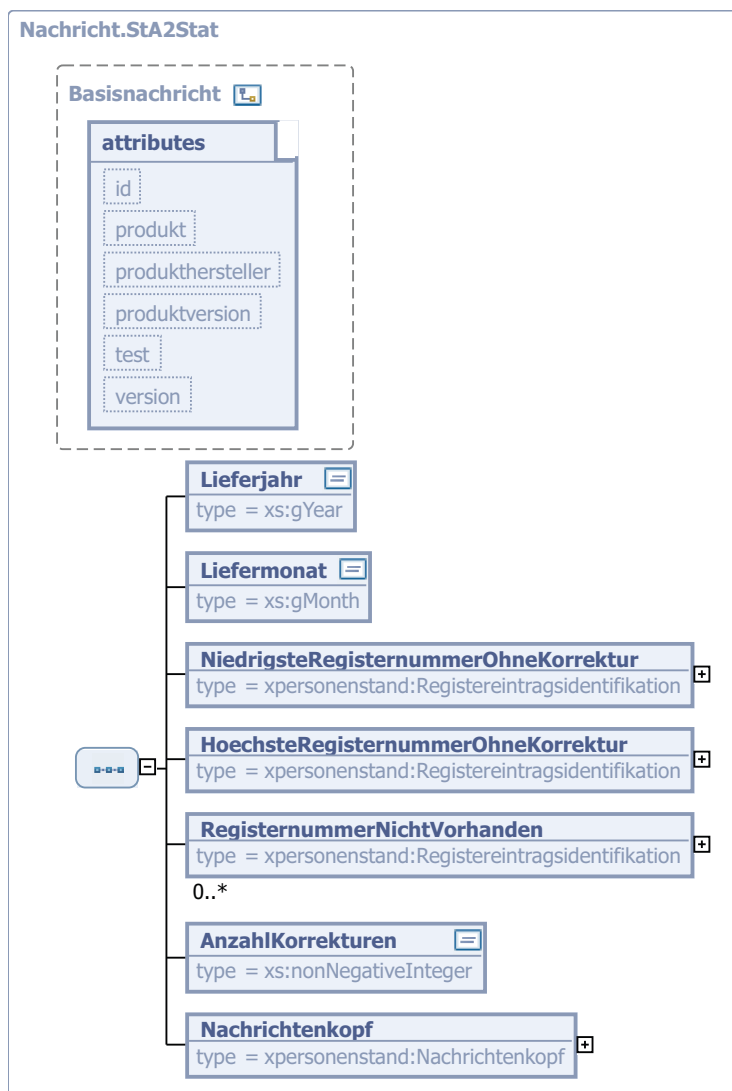 Nachricht.StA2Stat
Basisnachricht
attributes
id
produkt
produkthersteller
produktversion
test
version
Lieferjahr
type = xs:gYear
Liefermonat
type = xs:gMonth
NiedrigsteRegisternummerOhneKorrektur
type = xpersonenstand:Registereintragsidentifikation
HoechsteRegisternummerOhneKorrektur
type = xpersonenstand:Registereintragsidentifikation
RegisternummerNichtVorhanden
type = xpersonenstand:Registereintragsidentifikation
0..*
AnzahlKorrekturen
type = xs:nonNegativeInteger
Nachrichtenkopf
type = xpersonenstand:Nachrichtenkopf